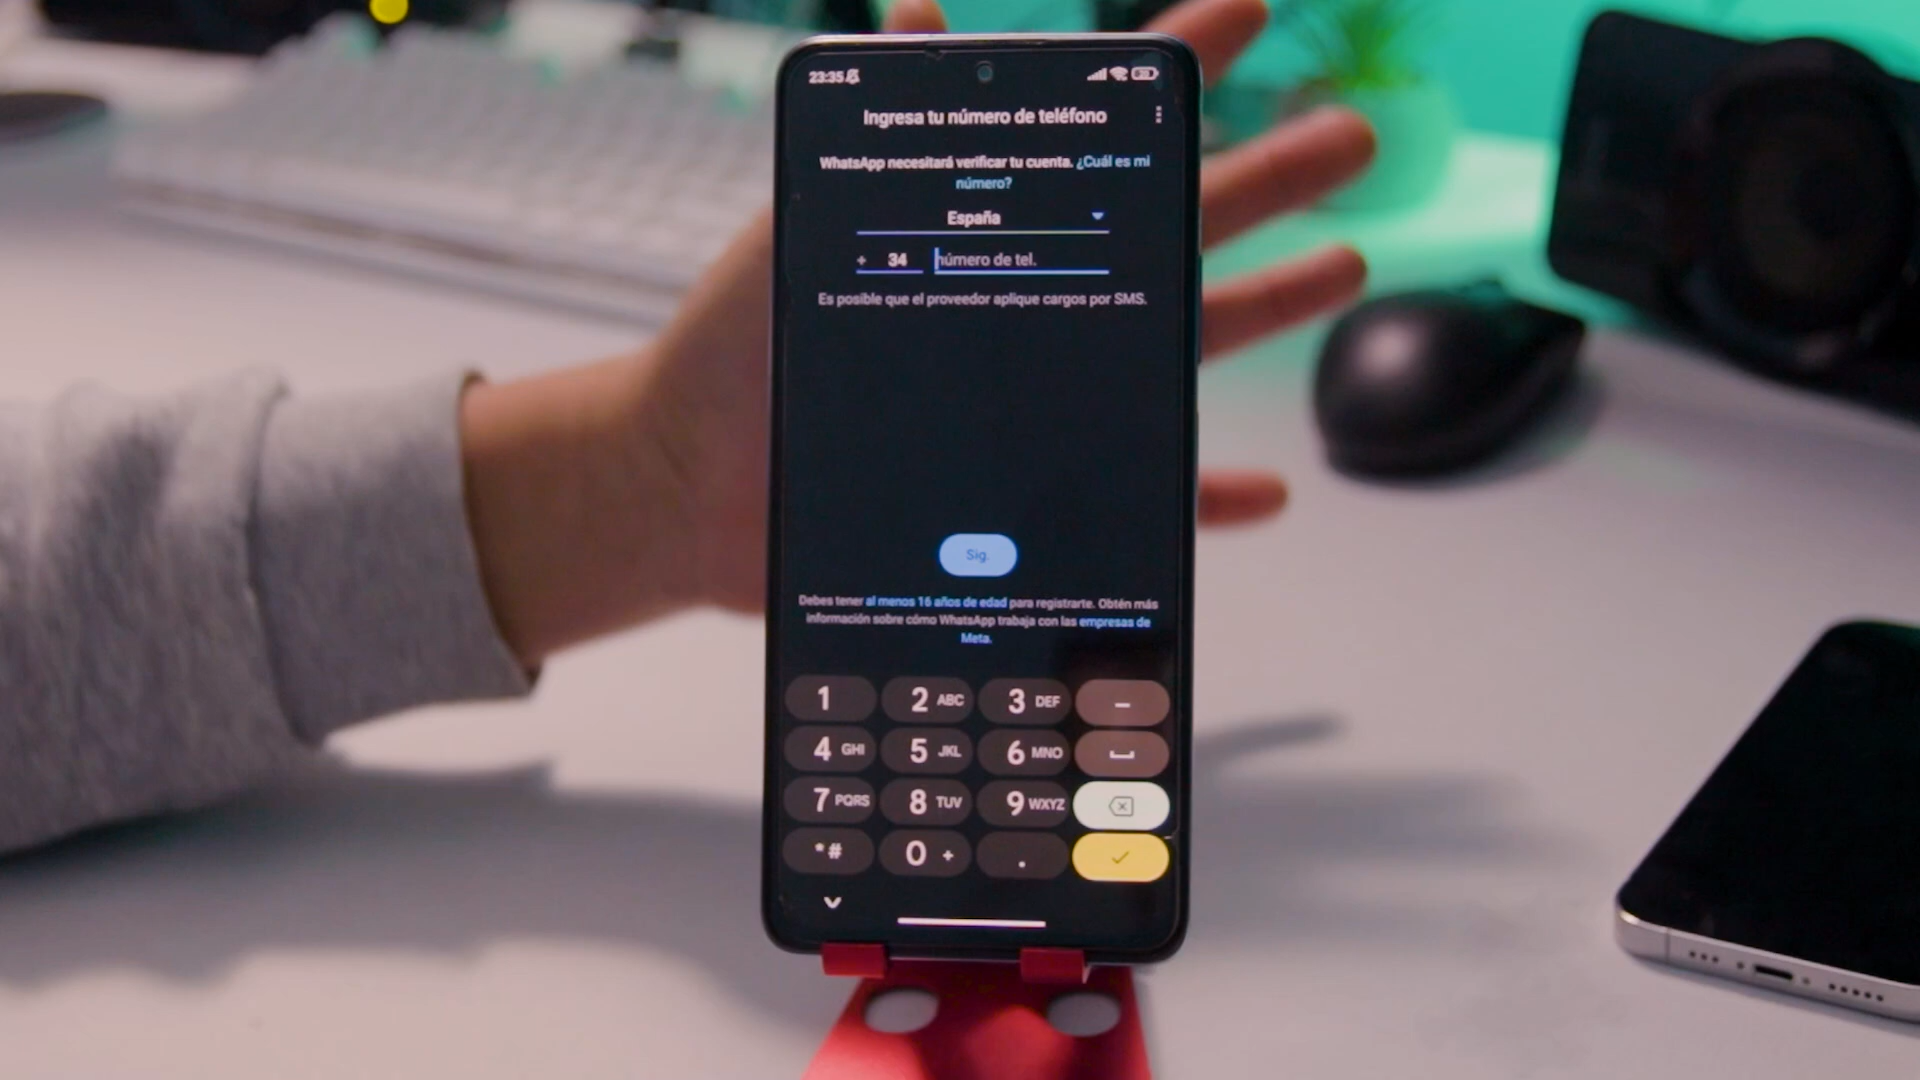 23:35
Ingresa tu número de teléfono
WhatsApp necesitará verificar tu cuenta. ¿Cuál es mi
número?
España
+ 34 número de tel.
Es posible que el proveedor aplique cargos por SMS.
Sig.
Debes tener al menos 16 años de edad para registrarte. Obtén más
información sobre cómo WhatsApp trabaja con las empresas de
Meta.
1 2 ABC 3 DEF –
4 GHI 5 JKL 6 MNO
7 PQRS 8 TUV 9 WXYZ
*# 0 + .